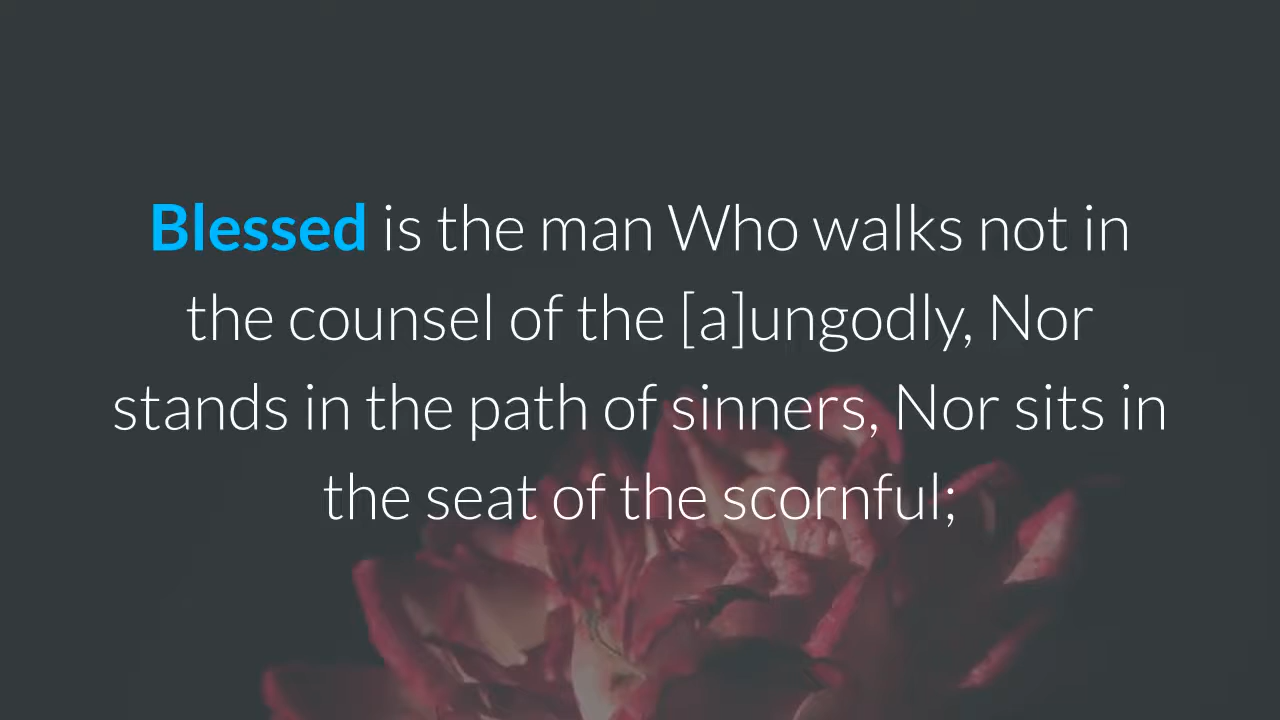 Blessed is the man Who walks not in
the counsel of the [a]ungodly, Nor
stands in the path of sinners, Nor sits in
the seat of the scornful;